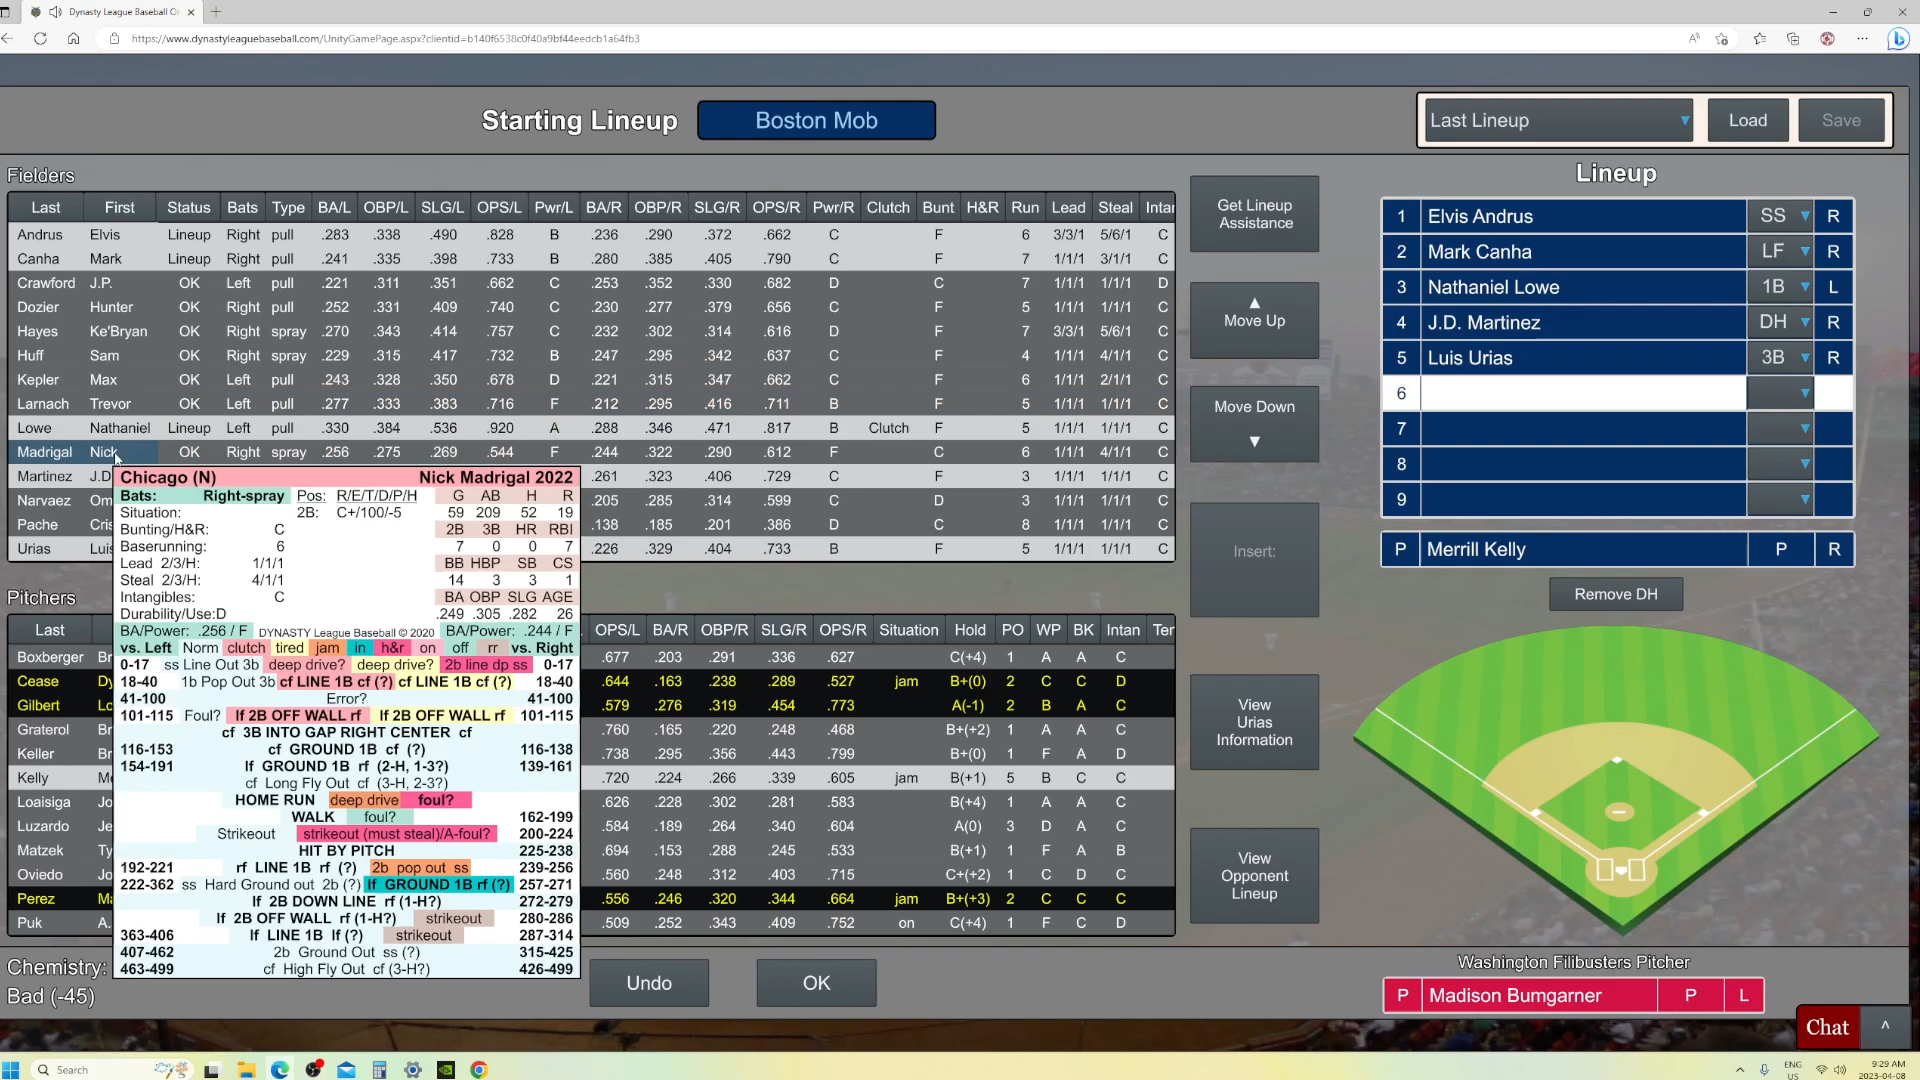 Dynasty League Baseball On
https://www.dynastyleaguebaseball.com/UnityGamePage.aspx?clientid=b140f6538c0f40a9bf44eedcb1a64fb3
Starting Lineup Boston Mob
Last Lineup Load Save
Fielders
Last First Status Bats Type BA/L OBP/L SLG/L OPS/L Pwr/L BA/R OBP/R SLG/R OPS/R Pwr/R Clutch Bunt H&R Run Lead Steal Intan
Andrus Elvis Lineup Right pull .283 .338 .490 .828 B .236 .290 .372 .662 C F 6 3/3/1 5/6/1 C
Canha Mark Lineup Right pull .241 .335 .398 .733 B .280 .385 .405 .790 C F 7 1/1/1 3/1/1 C
Crawford J.P. OK Left pull .221 .311 .351 .662 C .253 .352 .330 .682 D C 7 1/1/1 1/1/1 D
Dozier Hunter OK Right pull .252 .331 .409 .740 C .230 .277 .379 .656 C F 5 1/1/1 1/1/1 C
Hayes Ke'Bryan OK Right spray .270 .343 .414 .757 C .232 .302 .314 .616 D F 7 3/3/1 5/6/1 C
Huff Sam OK Right spray .229 .315 .417 .732 B .247 .295 .342 .637 C F 4 1/1/1 4/1/1 C
Kepler Max OK Left pull .243 .328 .350 .678 D .221 .315 .347 .662 C F 6 1/1/1 2/1/1 C
Larnach Trevor OK Left pull .277 .333 .383 .716 F .212 .295 .416 .711 B F 5 1/1/1 1/1/1 C
Lowe Nathaniel Lineup Left pull .330 .384 .536 .920 A .288 .346 .471 .817 B Clutch F 5 1/1/1 1/1/1 C
Madrigal Nick OK Right spray .256 .275 .269 .544 F .244 .322 .290 .612 F C 6 1/1/1 4/1/1 C
Martinez J.D .261 .323 .406 .729 C F 3 1/1/1 1/1/1 C
Narvaez Om .205 .285 .314 .599 C D 3 1/1/1 1/1/1 C
Pache Cris .138 .185 .201 .386 D C 8 1/1/1 1/1/1 C
Urias Luis .226 .329 .404 .733 B F 5 1/1/1 1/1/1 C
Chicago (N) Nick Madrigal 2022
Bats: Right-spray Pos: R/E/T/D/P/H G AB H R
Situation: 2B: C+/100/-5 59 209 52 19
Bunting/H&R: C 2B 3B HR RBI
Baserunning: 6 7 0 0 7
Lead 2/3/H: 1/1/1 BB HBP SB CS
Steal 2/3/H: 4/1/1 14 3 3 1
Intangibles: C BA OBP SLG AGE
Durability/Use:D .249 .305 .282 26
BA/Power: .256 / F DYNASTY League Baseball © 2020 BA/Power: .244 / F
vs. Left Norm clutch tired jam in h&r on off rr vs. Right
0-17 ss Line Out 3b deep drive? deep drive? 2b line dp ss 0-17
18-40 1b Pop Out 3b cf LINE 1B cf (?) cf LINE 1B cf (?) 18-40
41-100 Error? 41-100
101-115 Foul? lf 2B OFF WALL rf lf 2B OFF WALL rf 101-115
cf 3B INTO GAP RIGHT CENTER cf
116-153 cf GROUND 1B cf (?) 116-138
154-191 lf GROUND 1B rf (2-H, 1-3?) 139-161
cf Long Fly Out cf (3-H, 2-3?)
HOME RUN deep drive foul?
WALK foul? 162-199
Strikeout strikeout (must steal)/A-foul? 200-224
HIT BY PITCH 225-238
192-221 rf LINE 1B rf (?) 2b pop out ss 239-256
222-362 ss Hard Ground out 2b (?) lf GROUND 1B rf (?) 257-271
lf 2B DOWN LINE rf (1-H?) 272-279
lf 2B OFF WALL rf (1-H?) strikeout 280-286
363-406 lf LINE 1B lf (?) strikeout 287-314
407-462 2b Ground Out ss (?) 315-425
463-499 cf High Fly Out cf (3-H?) 426-499
Pitchers
Last OPS/L BA/R OBP/R SLG/R OPS/R Situation Hold PO WP BK Intan Ter
Boxberger Br .677 .203 .291 .336 .627 C(+4) 1 A A C
Cease Dy .644 .163 .238 .289 .527 jam B+(0) 2 C C D
Gilbert Lo .579 .276 .319 .454 .773 A(-1) 2 B A C
Graterol Br .760 .165 .220 .248 .468 B+(+2) 1 A A C
Keller Mi .738 .295 .356 .443 .799 B+(0) 1 F A D
Kelly Me .720 .224 .266 .339 .605 jam B(+1) 5 B C C
Loaisiga Jo .626 .228 .302 .281 .583 B(+4) 1 A A C
Luzardo Je .584 .189 .264 .340 .604 A(0) 3 D A C
Matzek Ty .694 .153 .288 .245 .533 B(+1) 1 F A B
Oviedo Jo .560 .248 .312 .403 .715 C+(+2) 1 C D C
Perez Ma .556 .246 .320 .344 .664 jam B+(+3) 2 C C C
Puk A. .509 .252 .343 .409 .752 on C(+4) 1 F C D
Chemistry:
Bad (-45)
Undo OK
Get Lineup
Assistance
Move Up
Move Down
Insert:
View
Urias
Information
View
Opponent
Lineup
Lineup
1 Elvis Andrus SS R
2 Mark Canha LF R
3 Nathaniel Lowe 1B L
4 J.D. Martinez DH R
5 Luis Urias 3B R
6
7
8
9
P Merrill Kelly P R
Remove DH
Washington Filibusters Pitcher
P Madison Bumgarner P L
Chat ^
Search
ENG
US
9:29 AM
2023-04-08